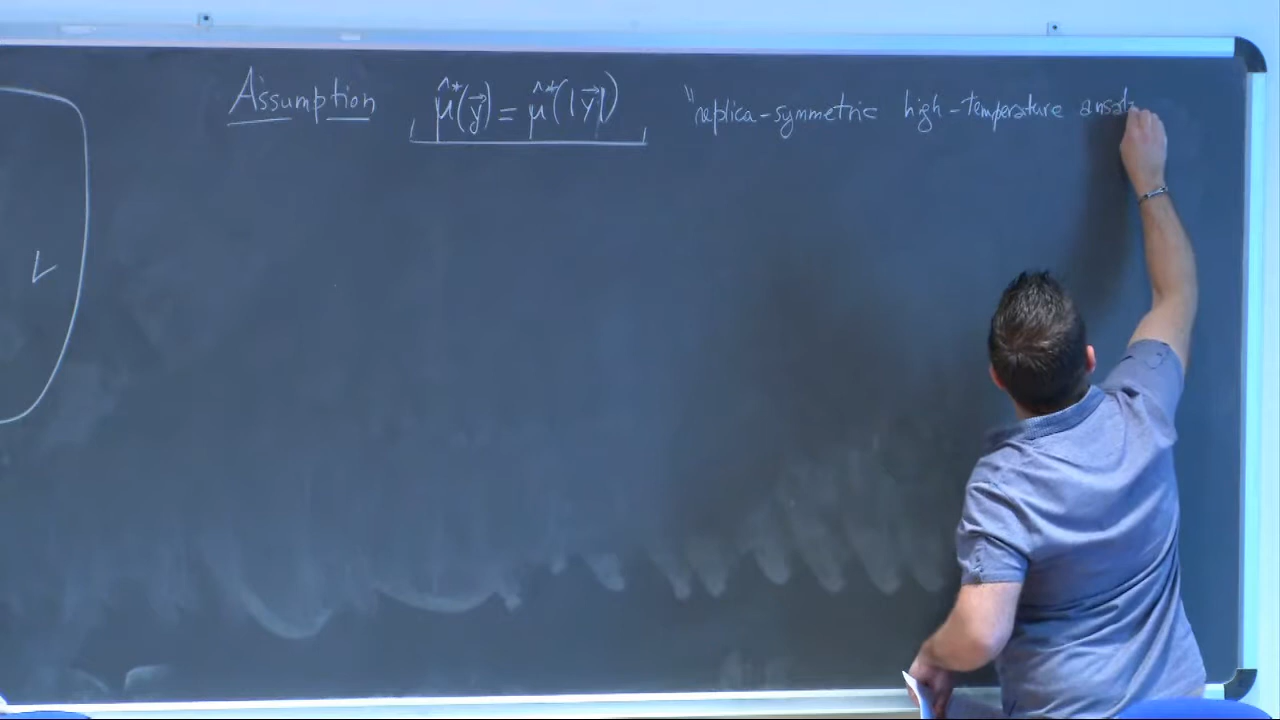 Assumption μ̂*(y⃗) = μ̂*(|y⃗|) "replica-symmetric high-temperature ansatz